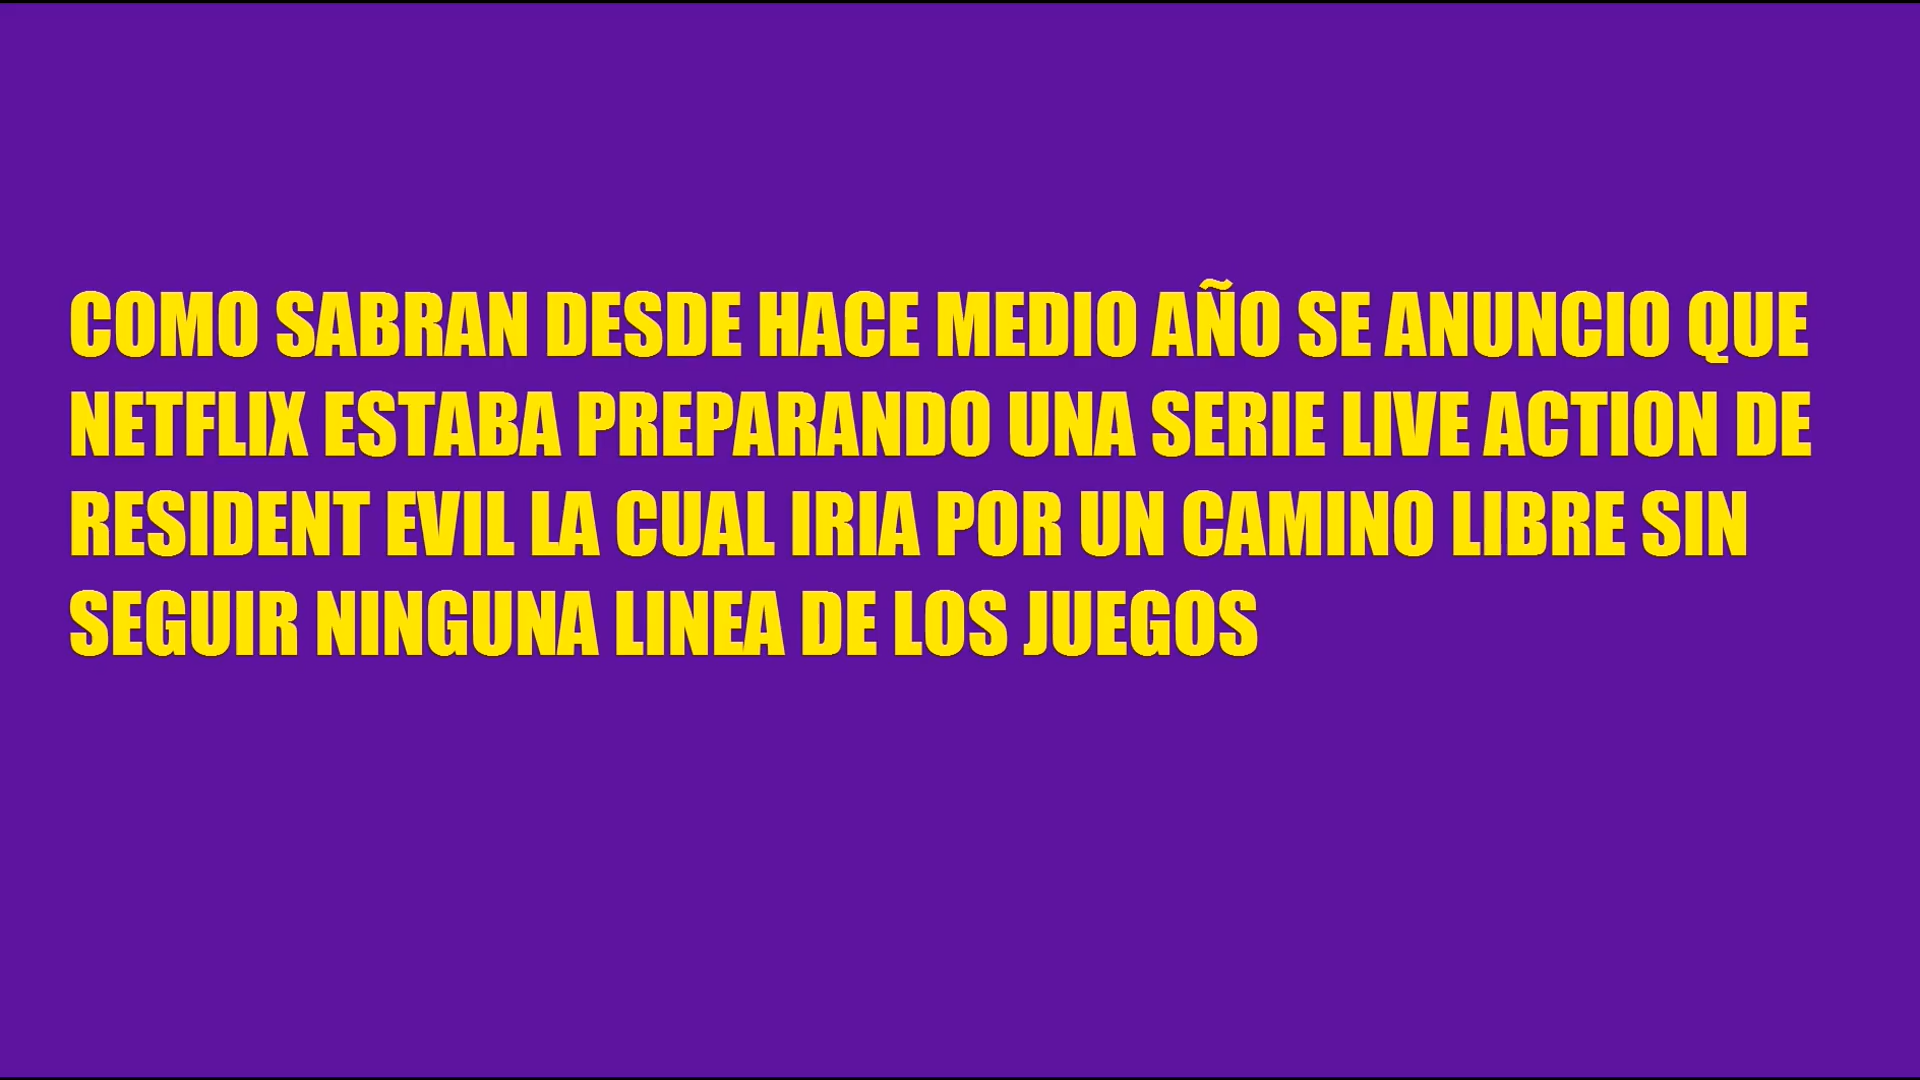 COMO SABRAN DESDE HACE MEDIO AÑO SE ANUNCIO QUE
NETFLIX ESTABA PREPARANDO UNA SERIE LIVE ACTION DE
RESIDENT EVIL LA CUAL IRIA POR UN CAMINO LIBRE SIN
SEGUIR NINGUNA LINEA DE LOS JUEGOS